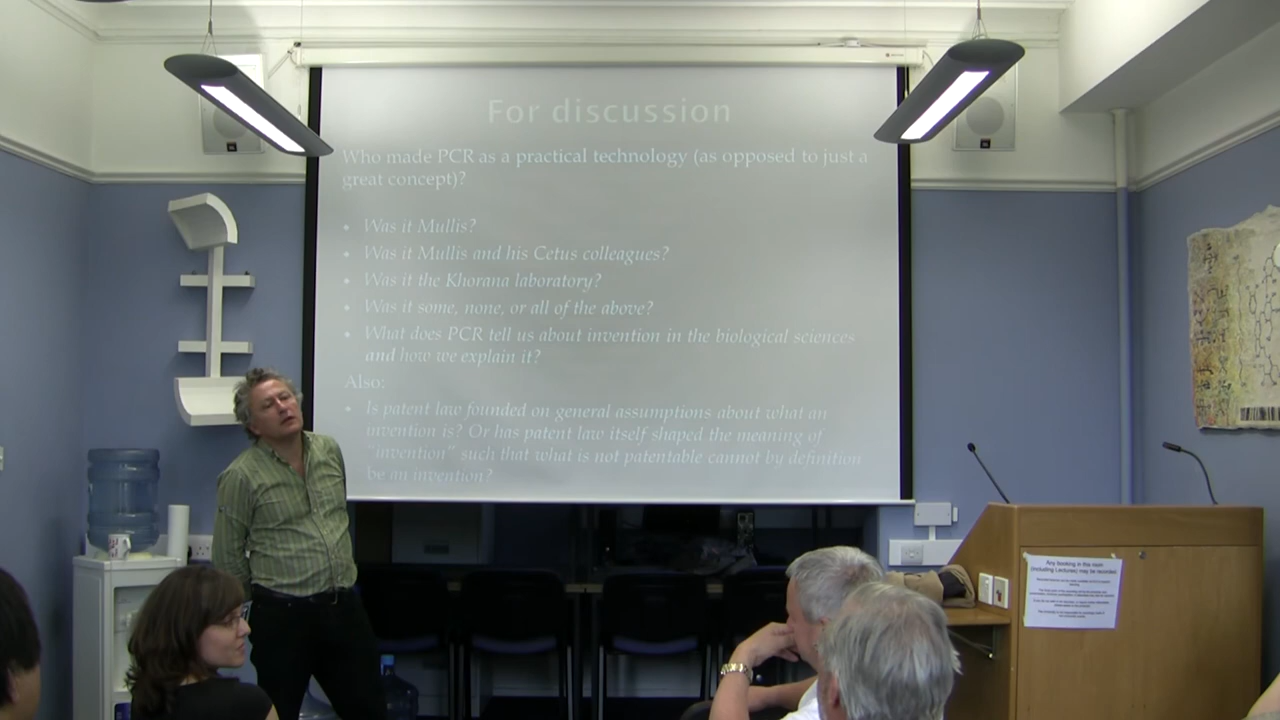 For discussion
Who made PCR as a practical technology (as opposed to just a
great concept)?
• Was it Mullis?
• Was it Mullis and his Cetus colleagues?
• Was it the Khorana laboratory?
• Was it some, none, or all of the above?
• What does PCR tell us about invention in the biological sciences
and how we explain it?
Also:
• Is patent law founded on general assumptions about what an
invention is? Or has patent law itself shaped the meaning of
"invention" such that what is not patentable cannot by definition
be an invention?
Any booking in this room
(including Lectures) may be recorded